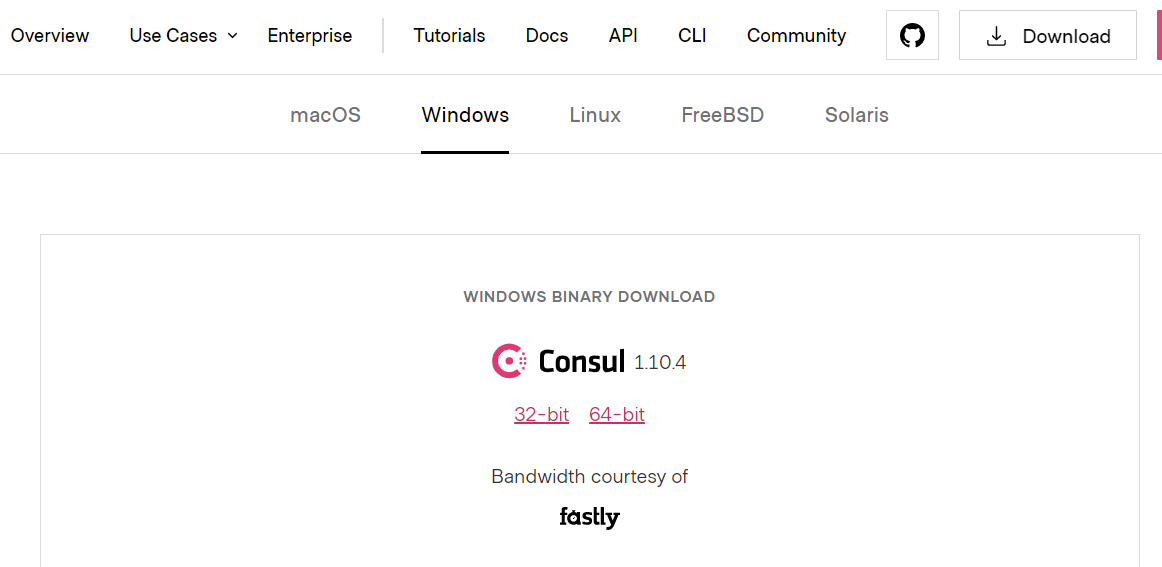 Overview Use Cases Enterprise Tutorials Docs API CLI Community Download
macOS Windows Linux FreeBSD Solaris
WINDOWS BINARY DOWNLOAD
Consul 1.10.4
32-bit 64-bit
Bandwidth courtesy of
fastly